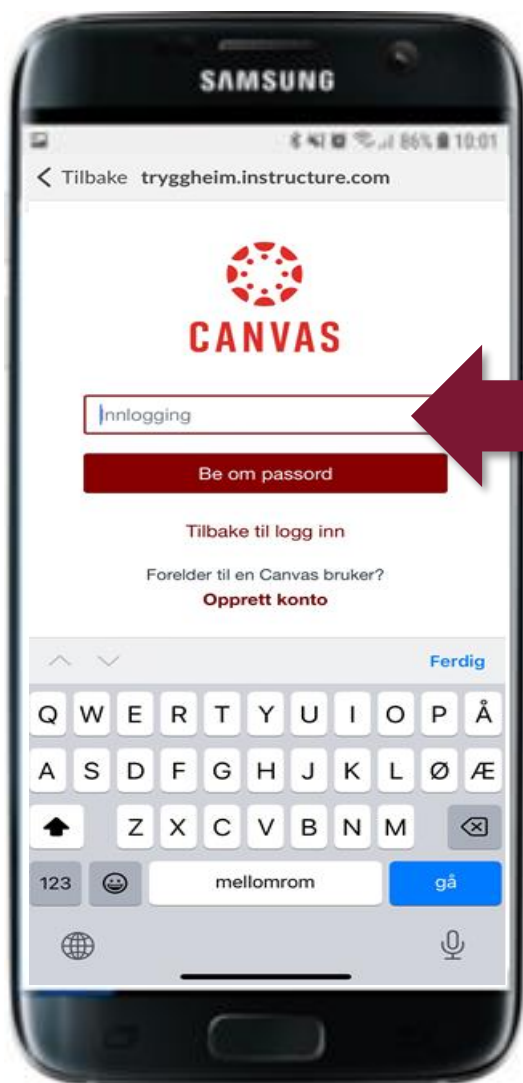 SAMSUNG
86% 10:01
Tilbake tryggheim.instructure.com
CANVAS
Innlogging
Be om passord
Tilbake til logg inn
Forelder til en Canvas bruker?
Opprett konto
Ferdig
Q W E R T Y U I O P Å
A S D F G H J K L Ø Æ
Z X C V B N M
123 mellomrom gå